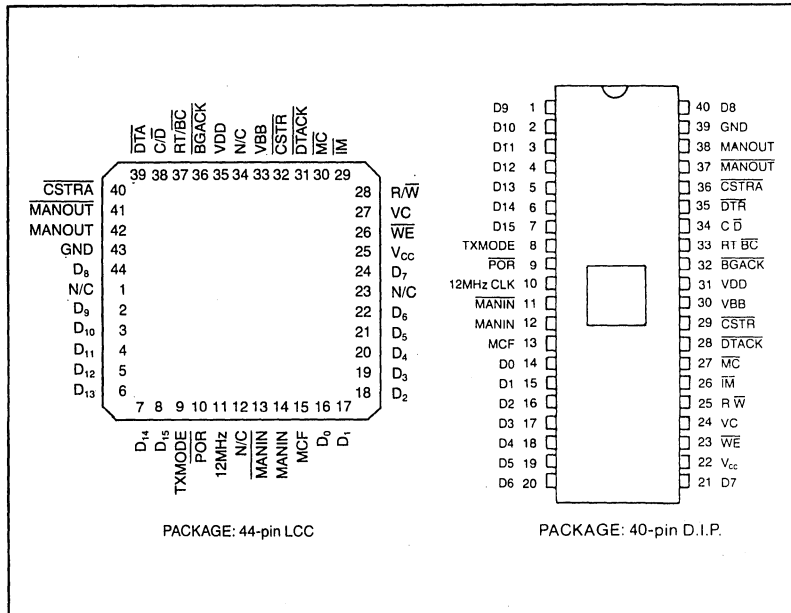 DTA C/D RT/BC BGACK VDD N/C VBB CSTR DTACK MC IM
39 38 37 36 35 34 33 32 31 30 29
CSTRA 40
MANOUT 41
MANOUT 42
GND 43
D₈ 44
N/C 1
D₉ 2
D₁₀ 3
D₁₁ 4
D₁₂ 5
D₁₃ 6
28 R/W
27 VC
26 WE
25 Vcc
24 D₇
23 N/C
22 D₆
21 D₅
20 D₄
19 D₃
18 D₂
7 8 9 10 11 12 13 14 15 16 17
D₁₄ D₁₅ TXMODE POR 12MHz N/C MANIN MANIN MCF D₀ D₁
PACKAGE: 44-pin LCC
D9 1
D10 2
D11 3
D12 4
D13 5
D14 6
D15 7
TXMODE 8
POR 9
12MHz CLK 10
MANIN 11
MANIN 12
MCF 13
D0 14
D1 15
D2 16
D3 17
D4 18
D5 19
D6 20
40 D8
39 GND
38 MANOUT
37 MANOUT
36 CSTRA
35 DTR
34 C D
33 RT BC
32 BGACK
31 VDD
30 VBB
29 CSTR
28 DTACK
27 MC
26 IM
25 R W
24 VC
23 WE
22 Vcc
21 D7
PACKAGE: 40-pin D.I.P.